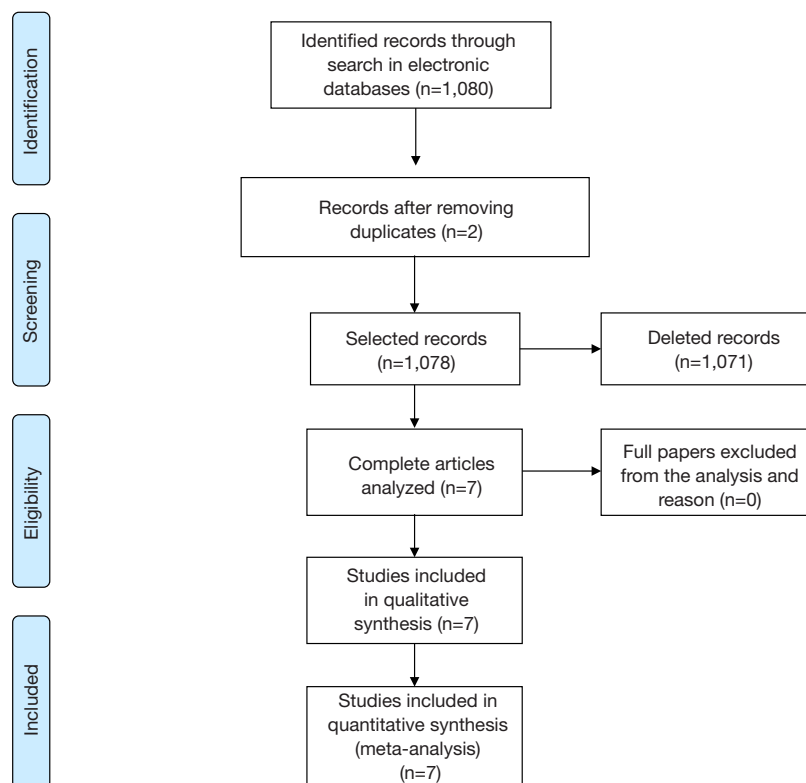 Identification
Identified records through
search in electronic
databases (n=1,080)
Records after removing
duplicates (n=2)
Screening
Selected records
(n=1,078)
Deleted records
(n=1,071)
Eligibility
Complete articles
analyzed (n=7)
Full papers excluded
from the analysis and
reason (n=0)
Studies included
in qualitative
synthesis (n=7)
Included
Studies included in
quantitative synthesis
(meta-analysis)
(n=7)